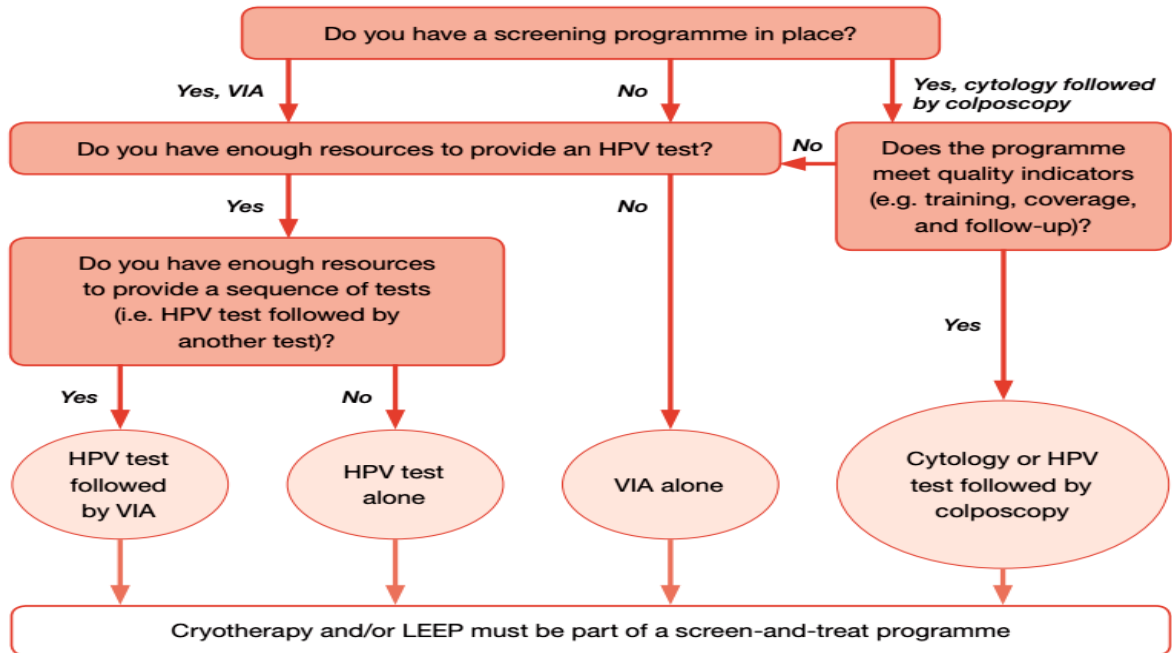 Do you have a screening programme in place?
Yes, VIA
No
Yes, cytology followed
by colposcopy
Do you have enough resources to provide an HPV test?
No
Does the programme
meet quality indicators
(e.g. training, coverage,
and follow-up)?
Yes
No
Do you have enough resources
to provide a sequence of tests
(i.e. HPV test followed by
another test)?
Yes
Yes
No
HPV test
followed
by VIA
HPV test
alone
VIA alone
Cytology or HPV
test followed by
colposcopy
Cryotherapy and/or LEEP must be part of a screen-and-treat programme